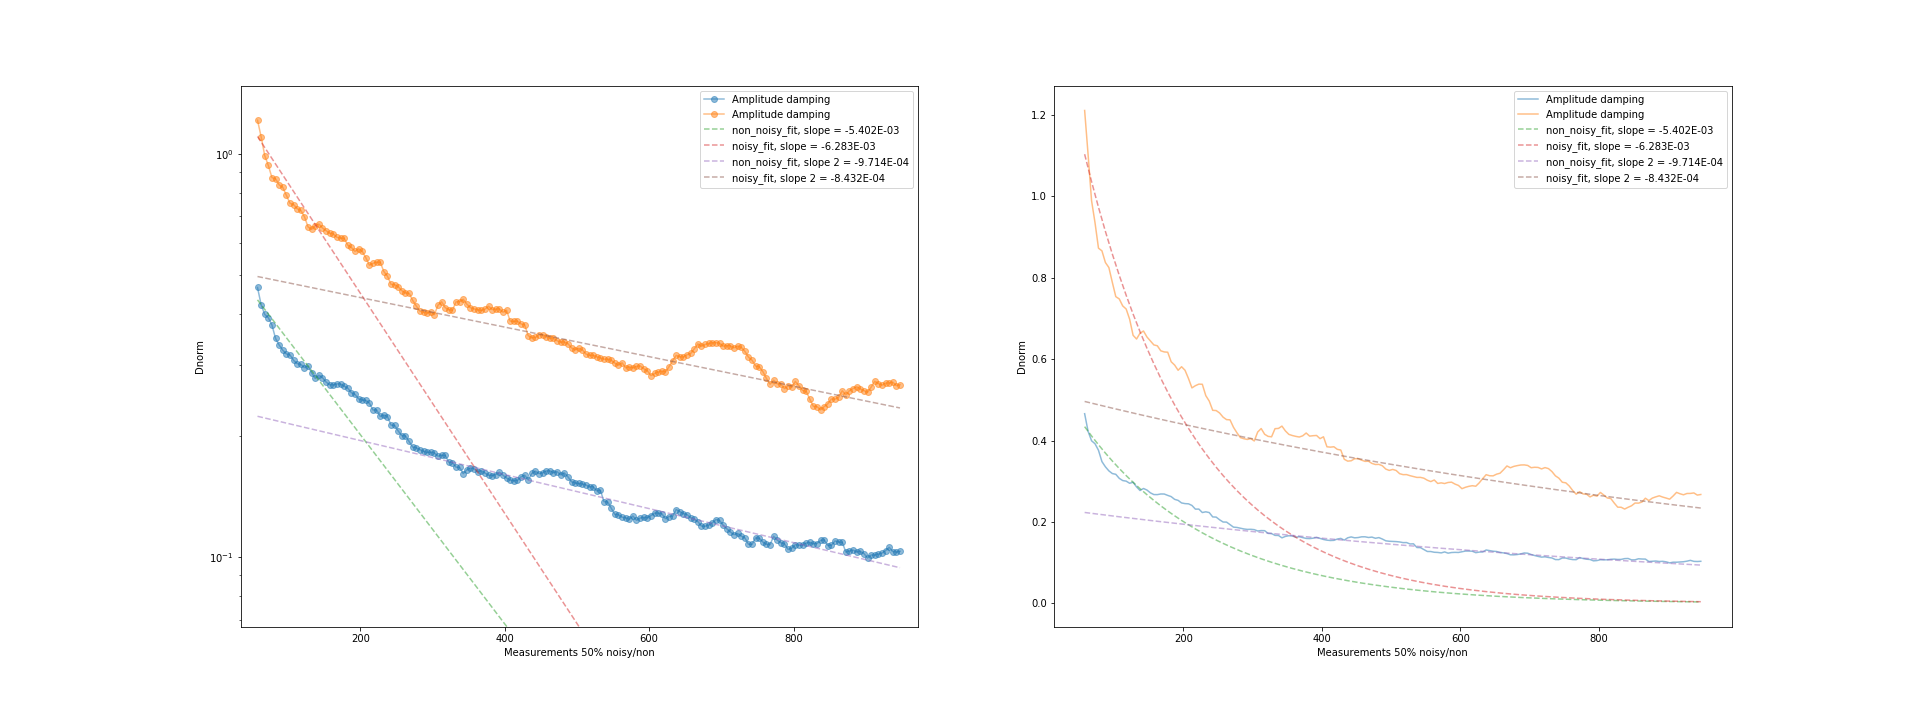 Amplitude damping
Amplitude damping
non_noisy_fit, slope = -5.402E-03
noisy_fit, slope = -6.283E-03
non_noisy_fit, slope 2 = -9.714E-04
noisy_fit, slope 2 = -8.432E-04
10⁰
10⁻¹
Dnorm
200 400 600 800
Measurements 50% noisy/non
Amplitude damping
Amplitude damping
non_noisy_fit, slope = -5.402E-03
noisy_fit, slope = -6.283E-03
non_noisy_fit, slope 2 = -9.714E-04
noisy_fit, slope 2 = -8.432E-04
1.2
1.0
0.8
0.6
0.4
0.2
0.0
Dnorm
200 400 600 800
Measurements 50% noisy/non